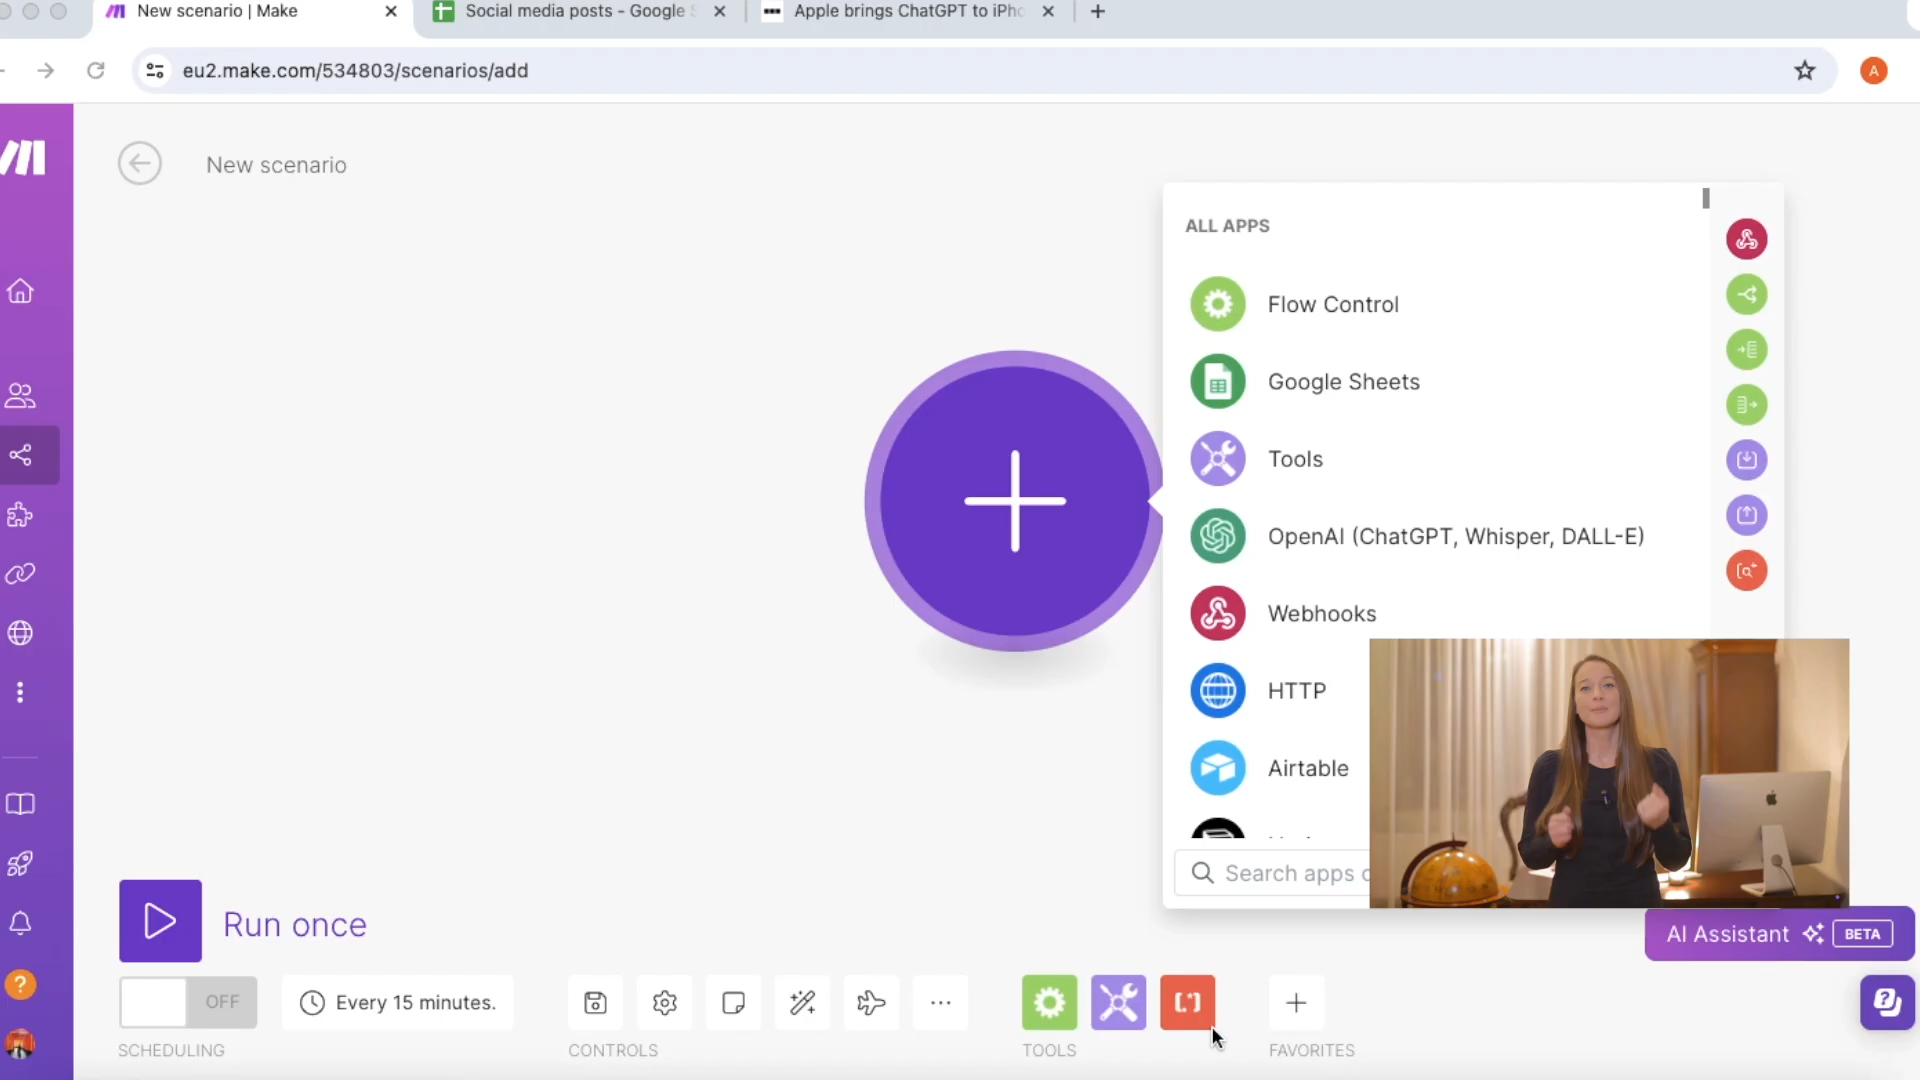 New scenario | Make
Social media posts - Google S
Apple brings ChatGPT to iPho
eu2.make.com/534803/scenarios/add
A
New scenario
ALL APPS
Flow Control
Google Sheets
Tools
OpenAI (ChatGPT, Whisper, DALL-E)
Webhooks
HTTP
Airtable
Search apps
Run once
AI Assistant BETA
OFF
Every 15 minutes.
SCHEDULING
CONTROLS
TOOLS
FAVORITES